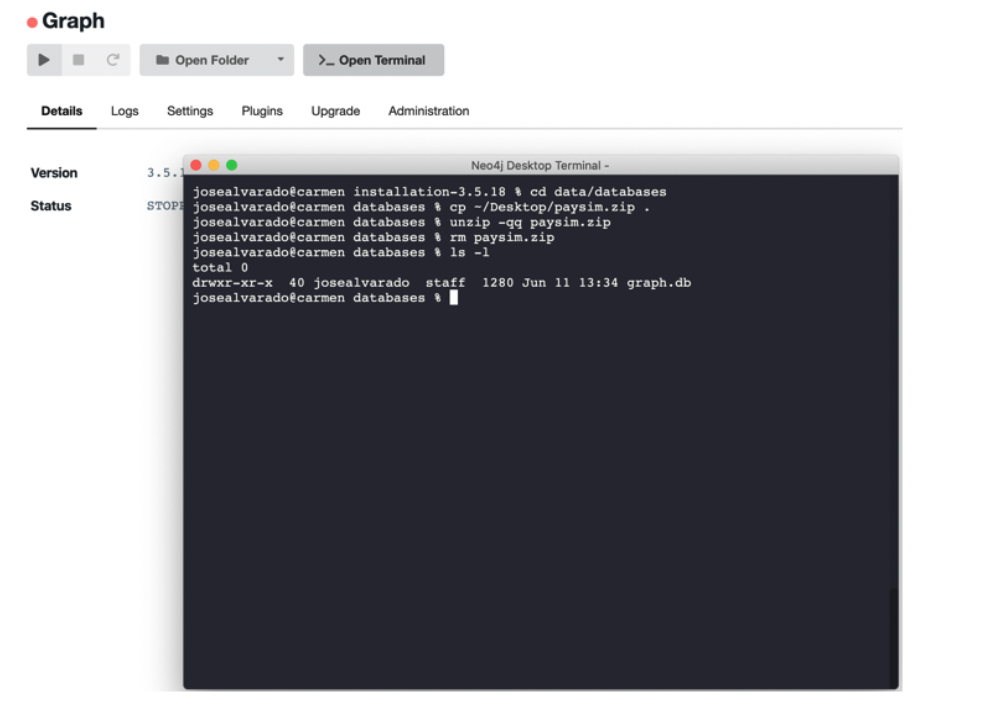 Graph
Open Folder
>_ Open Terminal
Details Logs Settings Plugins Upgrade Administration
Neo4j Desktop Terminal -
Version 3.5.1
Status STOPP
josealvarado@carmen installation-3.5.18 % cd data/databases
josealvarado@carmen databases % cp ~/Desktop/paysim.zip .
josealvarado@carmen databases % unzip -qq paysim.zip
josealvarado@carmen databases % rm paysim.zip
josealvarado@carmen databases % ls -l
total 0
drwxr-xr-x  40 josealvarado  staff  1280 Jun 11 13:34 graph.db
josealvarado@carmen databases %